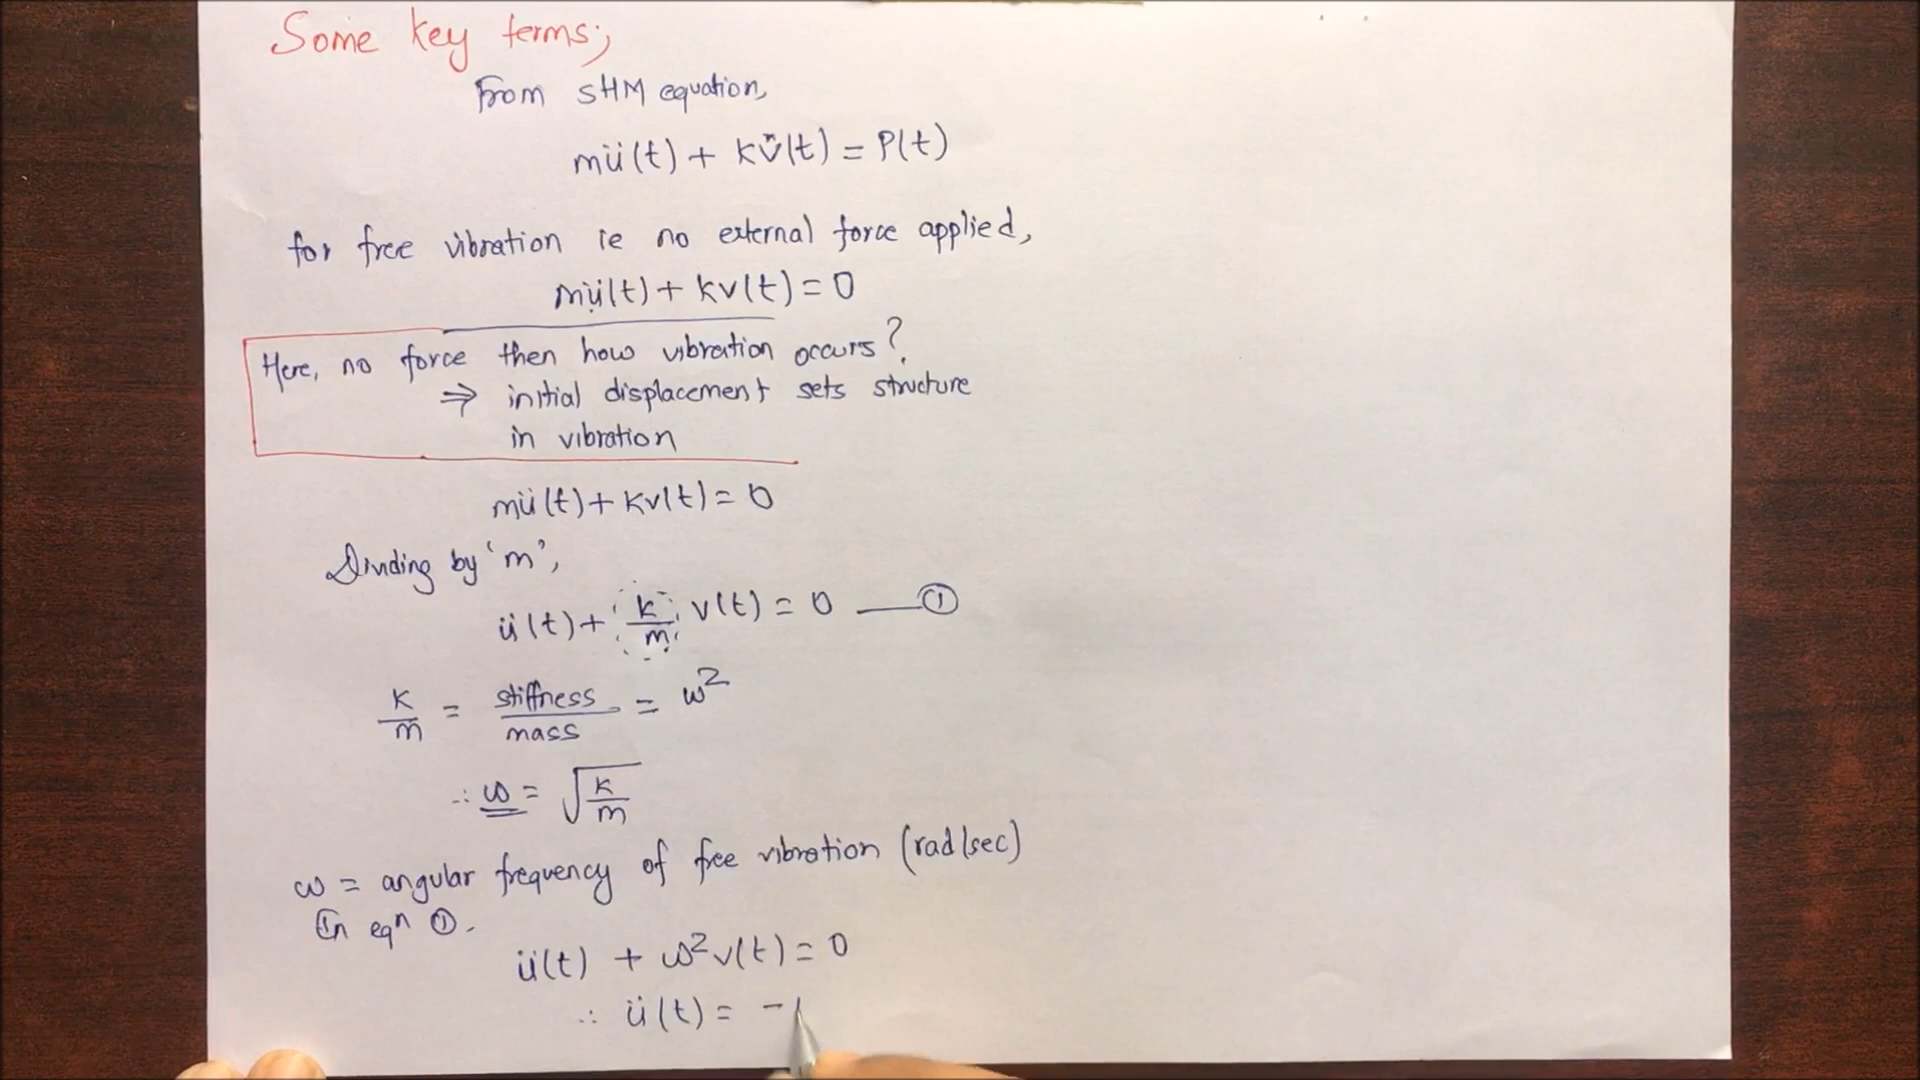 Some key terms;
From SHM equation,
mü(t) + kv̈(t) = P(t)
for free vibration ie no external force applied,
mü(t) + kv(t) = 0
Here, no force then how vibration occurs?
⇒ initial displacement sets structure
in vibration
mü(t) + kv(t) = 0
Dividing by 'm',
ü(t) + k/m v(t) = 0 —— ①
k/m = stiffness/mass = ω²
∴ ω = √(k/m)
ω = angular frequency of free vibration (rad/sec)
In eqn ①.
ü(t) + ω²v(t) = 0
∴ ü(t) = -